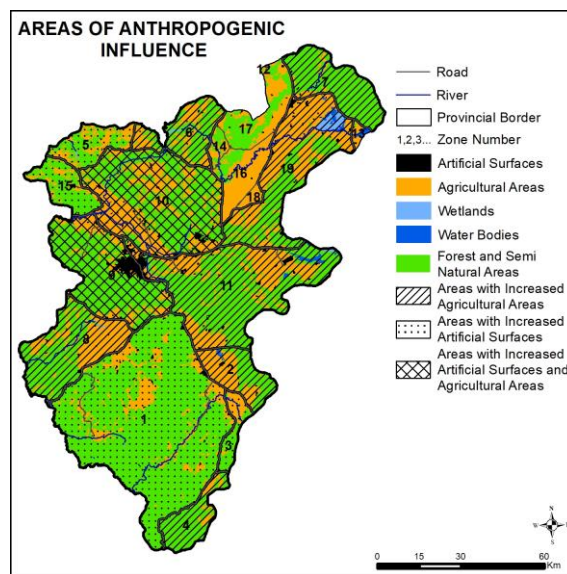 AREAS OF ANTHROPOGENIC
INFLUENCE
Road
River
Provincial Border
1,2,3... Zone Number
Artificial Surfaces
Agricultural Areas
Wetlands
Water Bodies
Forest and Semi
Natural Areas
Areas with Increased
Agricultural Areas
Areas with Increased
Artificial Surfaces
Areas with Increased
Artificial Surfaces and
Agricultural Areas
12
7
17
6
14
13
5
16
19
15
10
18
9
11
8
2
1
3
4
N
W
S
0 15 30 60
Km